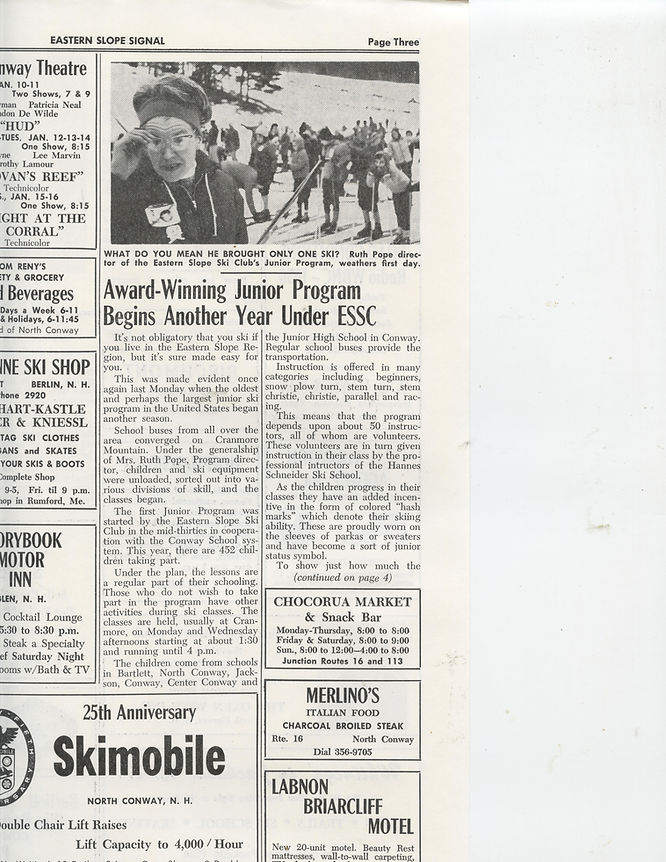 EASTERN SLOPE SIGNAL
Page Three
nway Theatre
AN. 10-11
Two Shows, 7 & 9
yman Patricia Neal
ndon De Wilde
"HUD"
-TUES, JAN. 12-13-14
One Show, 8:15
yne Lee Marvin
rothy Lamour
OVAN'S REEF"
Technicolor
S., JAN. 15-16
One Show, 8:15
IGHT AT THE
CORRAL"
Technicolor
OM RENY'S
ETY & GROCERY
d Beverages
Days a Week 6-11
& Holidays, 6-11:45
d of North Conway
NNE SKI SHOP
T BERLIN, N. H.
hone 2920
HART-KASTLE
ER & KNIESSL
TAG SKI CLOTHES
GANS and SKATES
YOUR SKIS & BOOTS
Complete Shop
9-5, Fri. til 9 p.m.
hop in Rumford, Me.
ORYBOOK
MOTOR
INN
GLEN, N. H.
Cocktail Lounge
5:30 to 8:30 p.m.
Steak a Specialty
ef Saturday Night
ooms w/Bath & TV
WHAT DO YOU MEAN HE BROUGHT ONLY ONE SKI? Ruth Pope direc-
tor of the Eastern Slope Ski Club's Junior Program, weathers first day.
Award-Winning Junior Program
Begins Another Year Under ESSC
It's not obligatory that you ski if
you live in the Eastern Slope Re-
gion, but it's sure made easy for
you.
This was made evident once
again last Monday when the oldest
and perhaps the largest junior ski
program in the United States began
another season.
School buses from all over the
area converged on Cranmore
Mountain. Under the generalship
of Mrs. Ruth Pope, Program direc-
tor, children and ski equipment
were unloaded, sorted out into va-
rious divisions of skill, and the
classes began.
The first Junior Program was
started by the Eastern Slope Ski
Club in the mid-thirties in coopera-
tion with the Conway School sys-
tem. This year, there are 452 chil-
dren taking part.
Under the plan, the lessons are
a regular part of their schooling.
Those who do not wish to take
part in the program have other
activities during ski classes. The
classes are held, usually at Cran-
more, on Monday and Wednesday
afternoons starting at about 1:30
and running until 4 p.m.
The children come from schools
in Bartlett, North Conway, Jack-
son, Conway, Center Conway and
the Junior High School in Conway.
Regular school buses provide the
transportation.
Instruction is offered in many
categories including beginners,
snow plow turn, stem turn, stem
christie, christie, parallel and rac-
ing.
This means that the program
depends upon about 50 instruc-
tors, all of whom are volunteers.
These volunteers are in turn given
instruction in their class by the pro-
fessional intructors of the Hannes
Schneider Ski School.
As the children progress in their
classes they have an added incen-
tive in the form of colored "hash
marks" which denote their skiing
ability. These are proudly worn on
the sleeves of parkas or sweaters
and have become a sort of junior
status symbol.
To show just how much the
(continued on page 4)
CHOCORUA MARKET
& Snack Bar
Monday-Thursday, 8:00 to 8:00
Friday & Saturday, 8:00 to 9:00
Sun., 8:00 to 12:00—4:00 to 8:00
Junction Routes 16 and 113
MERLINO'S
ITALIAN FOOD
CHARCOAL BROILED STEAK
Rte. 16 North Conway
Dial 356-9705
25th Anniversary
Skimobile
NORTH CONWAY, N. H.
ouble Chair Lift Raises
Lift Capacity to 4,000 / Hour
LABNON
BRIARCLIFF
MOTEL
New 20-unit motel. Beauty Rest
mattresses, wall-to-wall carpeting,